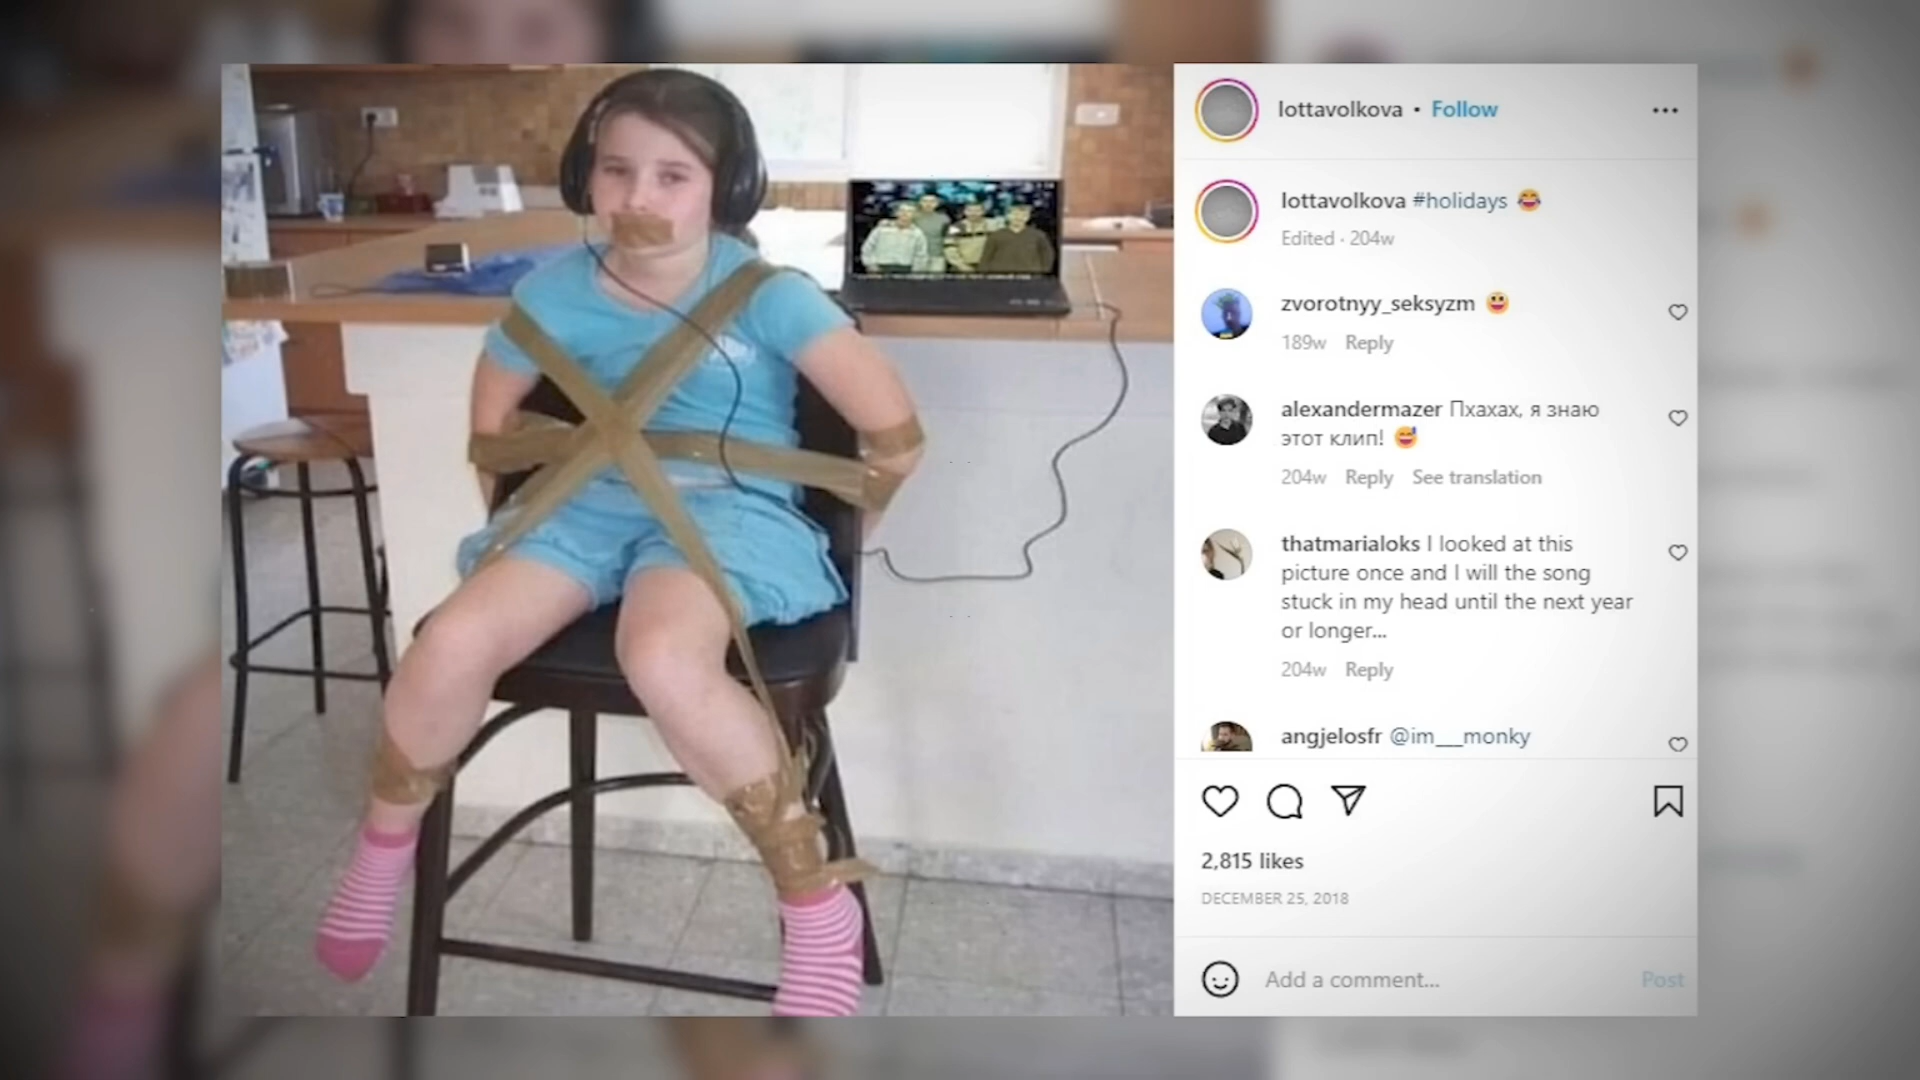 lottavolkova • Follow
lottavolkova #holidays 😂
Edited · 204w
zvorotnyy_seksyzm 😀
189w Reply
alexandermazer Пхахах, я знаю
этот клип! 😅
204w Reply See translation
thatmarialoks I looked at this
picture once and I will the song
stuck in my head until the next year
or longer...
204w Reply
angjelosfr @im___monky
2,815 likes
DECEMBER 25, 2018
Add a comment... Post